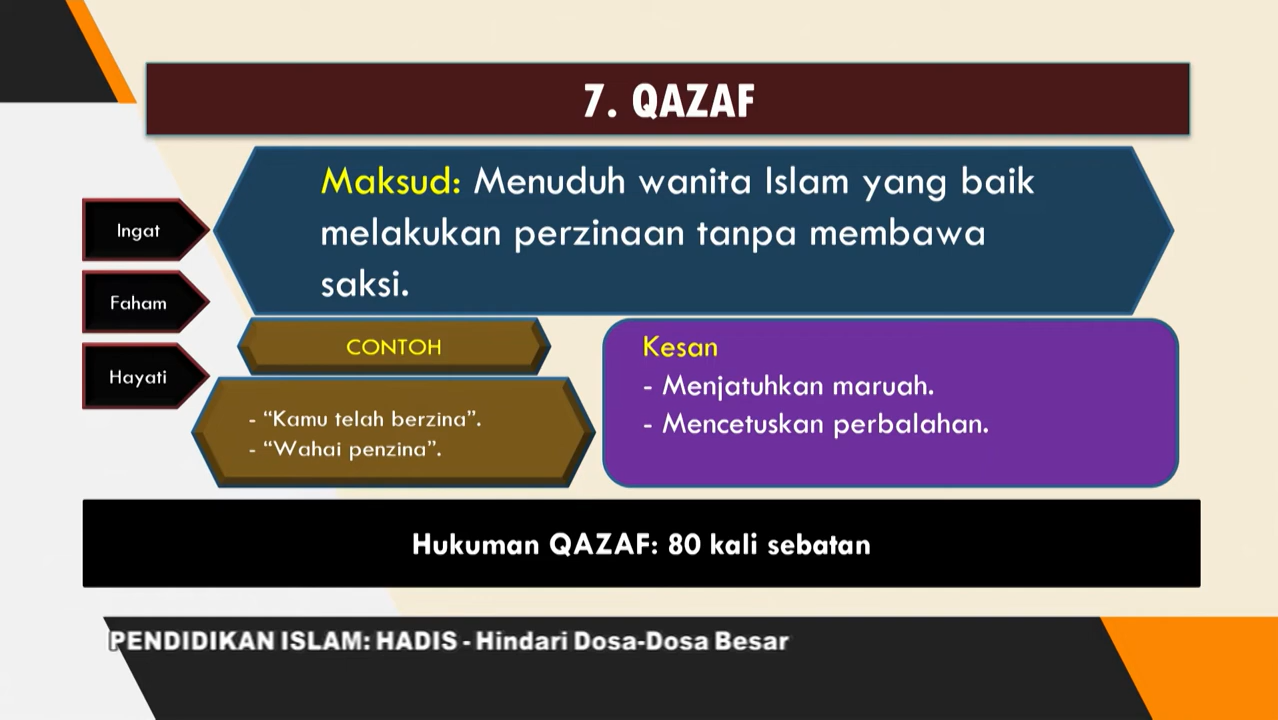 7. QAZAF
Maksud: Menuduh wanita Islam yang baik
melakukan perzinaan tanpa membawa
saksi.
Ingat
Faham
Hayati
CONTOH
- “Kamu telah berzina”.
- “Wahai penzina”.
Kesan
- Menjatuhkan maruah.
- Mencetuskan perbalahan.
Hukuman QAZAF: 80 kali sebatan
PENDIDIKAN ISLAM: HADIS - Hindari Dosa-Dosa Besar